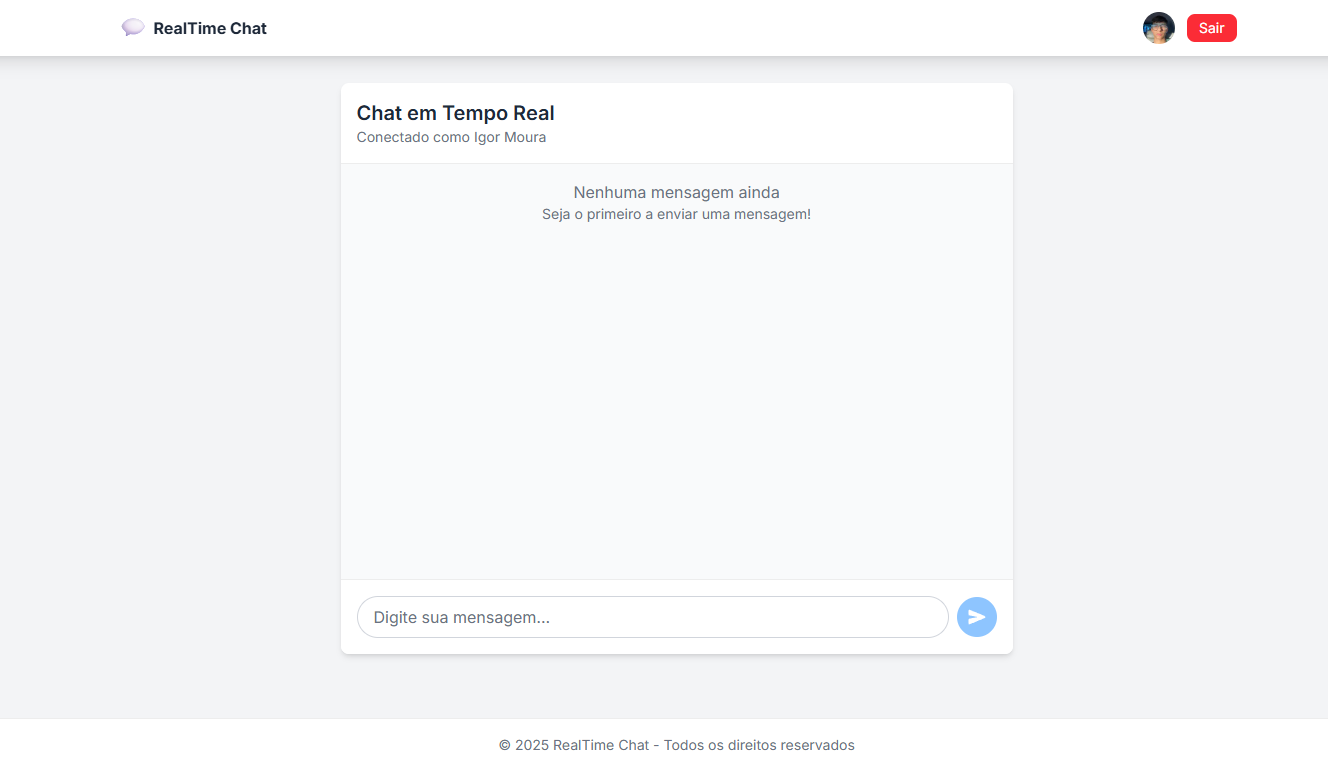 RealTime Chat
Sair
Chat em Tempo Real
Conectado como Igor Moura
Nenhuma mensagem ainda
Seja o primeiro a enviar uma mensagem!
Digite sua mensagem...
© 2025 RealTime Chat - Todos os direitos reservados